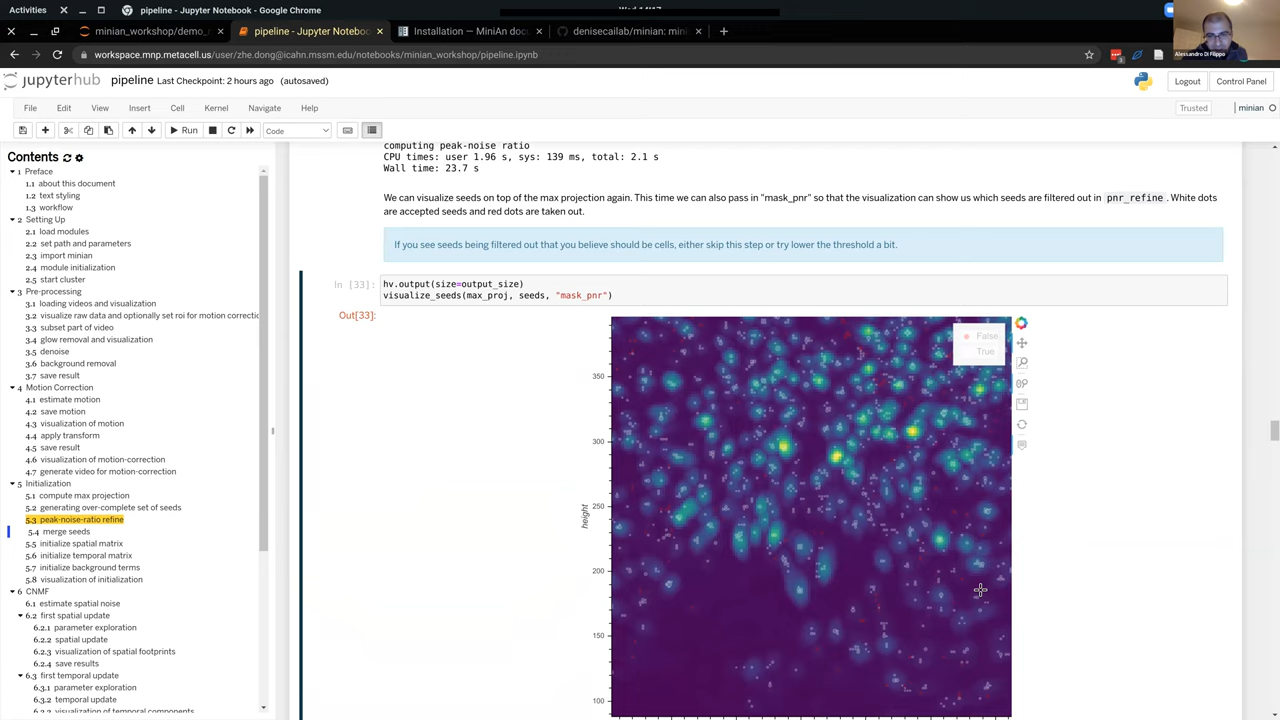 Activities
pipeline - Jupyter Notebook - Google Chrome
minian_workshop/demo_
pipeline - Jupyter Notebo
Installation — MiniAn docu
denisecailab/minian: mini
workspace.mnp.metacell.us/user/zhe.dong@icahn.mssm.edu/notebooks/minian_workshop/pipeline.ipynb
Alessandro Di Filippo
jupyterhub
pipeline Last Checkpoint: 2 hours ago (autosaved)
Logout
Control Panel
File Edit View Insert Cell Kernel Navigate Help
Trusted
minian
Run
Code
Contents
1 Preface
1.1 about this document
1.2 text styling
1.3 workflow
2 Setting Up
2.1 load modules
2.2 set path and parameters
2.3 import minian
2.4 module initialization
2.5 start cluster
3 Pre-processing
3.1 loading videos and visualization
3.2 visualize raw data and optionally set roi for motion correctio
3.3 subset part of video
3.4 glow removal and visualization
3.5 denoise
3.6 background removal
3.7 save result
4 Motion Correction
4.1 estimate motion
4.2 save motion
4.3 visualization of motion
4.4 apply transform
4.5 save result
4.6 visualization of motion-correction
4.7 generate video for motion-correction
5 Initialization
5.1 compute max projection
5.2 generating over-complete set of seeds
5.3 peak-noise-ratio refine
5.4 merge seeds
5.5 initialize spatial matrix
5.6 initialize temporal matrix
5.7 initialize background terms
5.8 visualization of initialization
6 CNMF
6.1 estimate spatial noise
6.2 first spatial update
6.2.1 parameter exploration
6.2.2 spatial update
6.2.3 visualization of spatial footprints
6.2.4 save results
6.3 first temporal update
6.3.1 parameter exploration
6.3.2 temporal update
computing peak-noise ratio
CPU times: user 1.96 s, sys: 139 ms, total: 2.1 s
Wall time: 23.7 s
We can visualize seeds on top of the max projection again. This time we can also pass in "mask_pnr" so that the visualization can show us which seeds are filtered out in pnr_refine. White dots
are accepted seeds and red dots are taken out.
If you see seeds being filtered out that you believe should be cells, either skip this step or try lower the threshold a bit.
In [33]:
hv.output(size=output_size)
visualize_seeds(max_proj, seeds, "mask_pnr")
Out[33]:
False
True
height
350
300
250
200
150
100